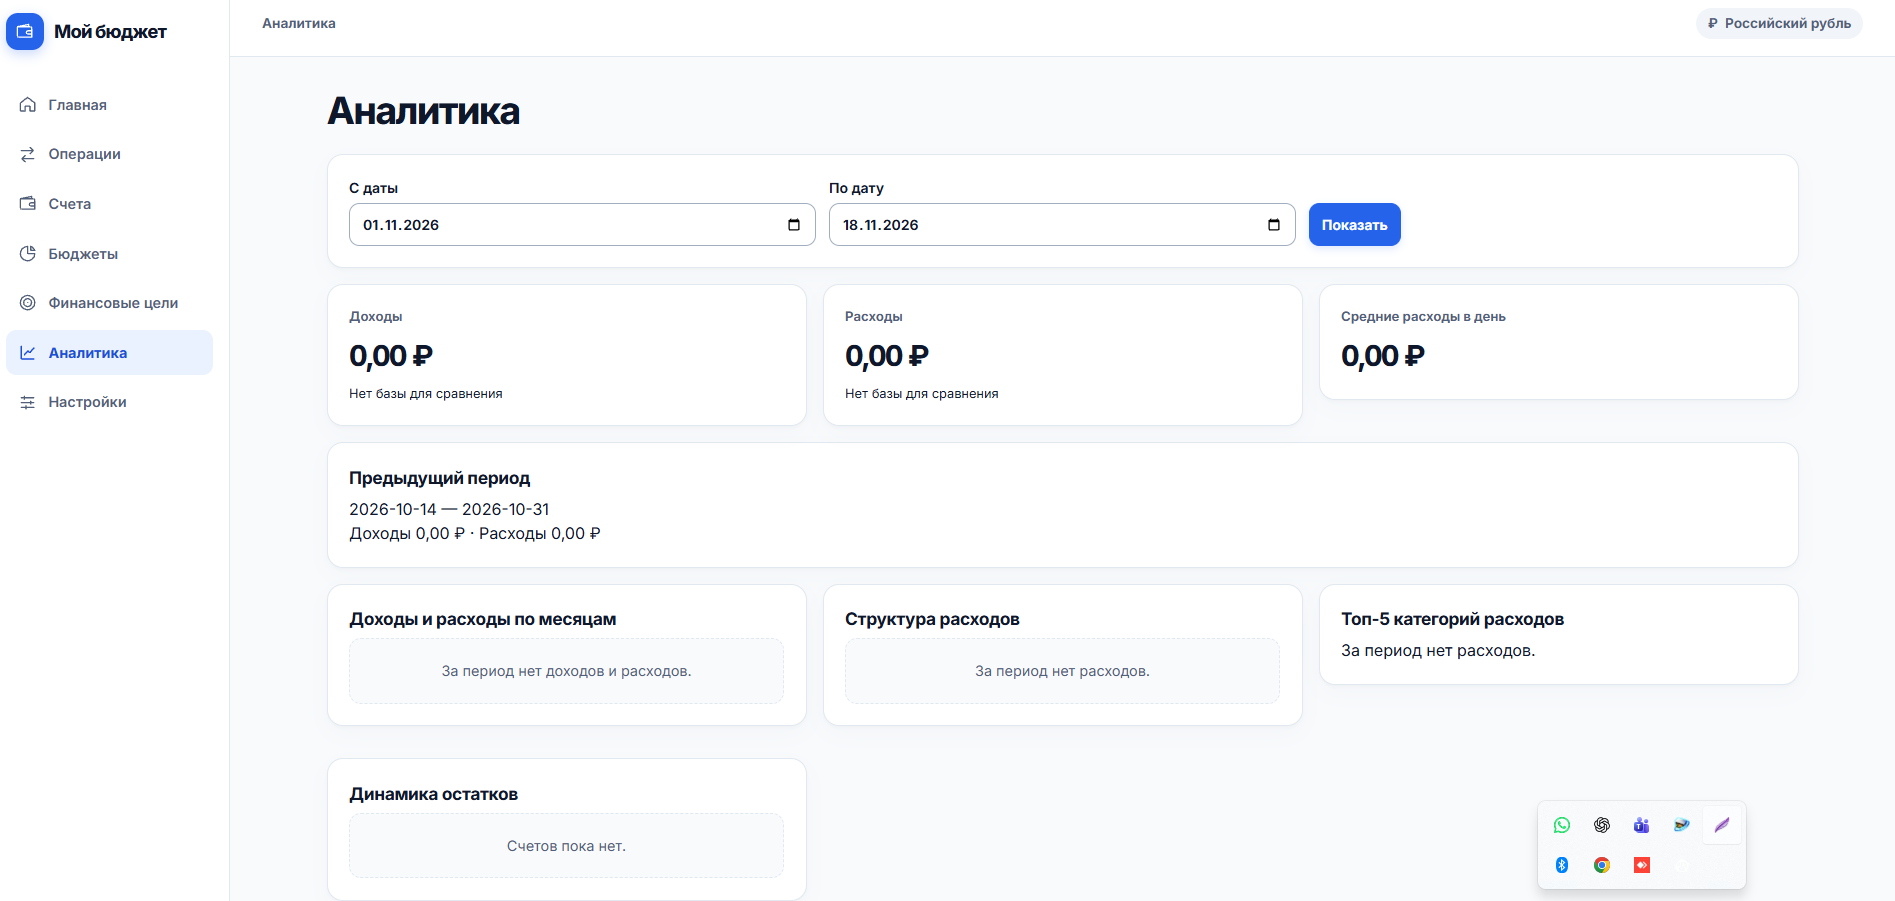 Мой бюджет
Аналитика
₽ Российский рубль
Главная
Операции
Счета
Бюджеты
Финансовые цели
Аналитика
Настройки
Аналитика
С даты
По дату
01.11.2026
18.11.2026
Показать
Доходы
0,00 ₽
Нет базы для сравнения
Расходы
0,00 ₽
Нет базы для сравнения
Средние расходы в день
0,00 ₽
Предыдущий период
2026-10-14 — 2026-10-31
Доходы 0,00 ₽ · Расходы 0,00 ₽
Доходы и расходы по месяцам
За период нет доходов и расходов.
Структура расходов
За период нет расходов.
Топ-5 категорий расходов
За период нет расходов.
Динамика остатков
Счетов пока нет.